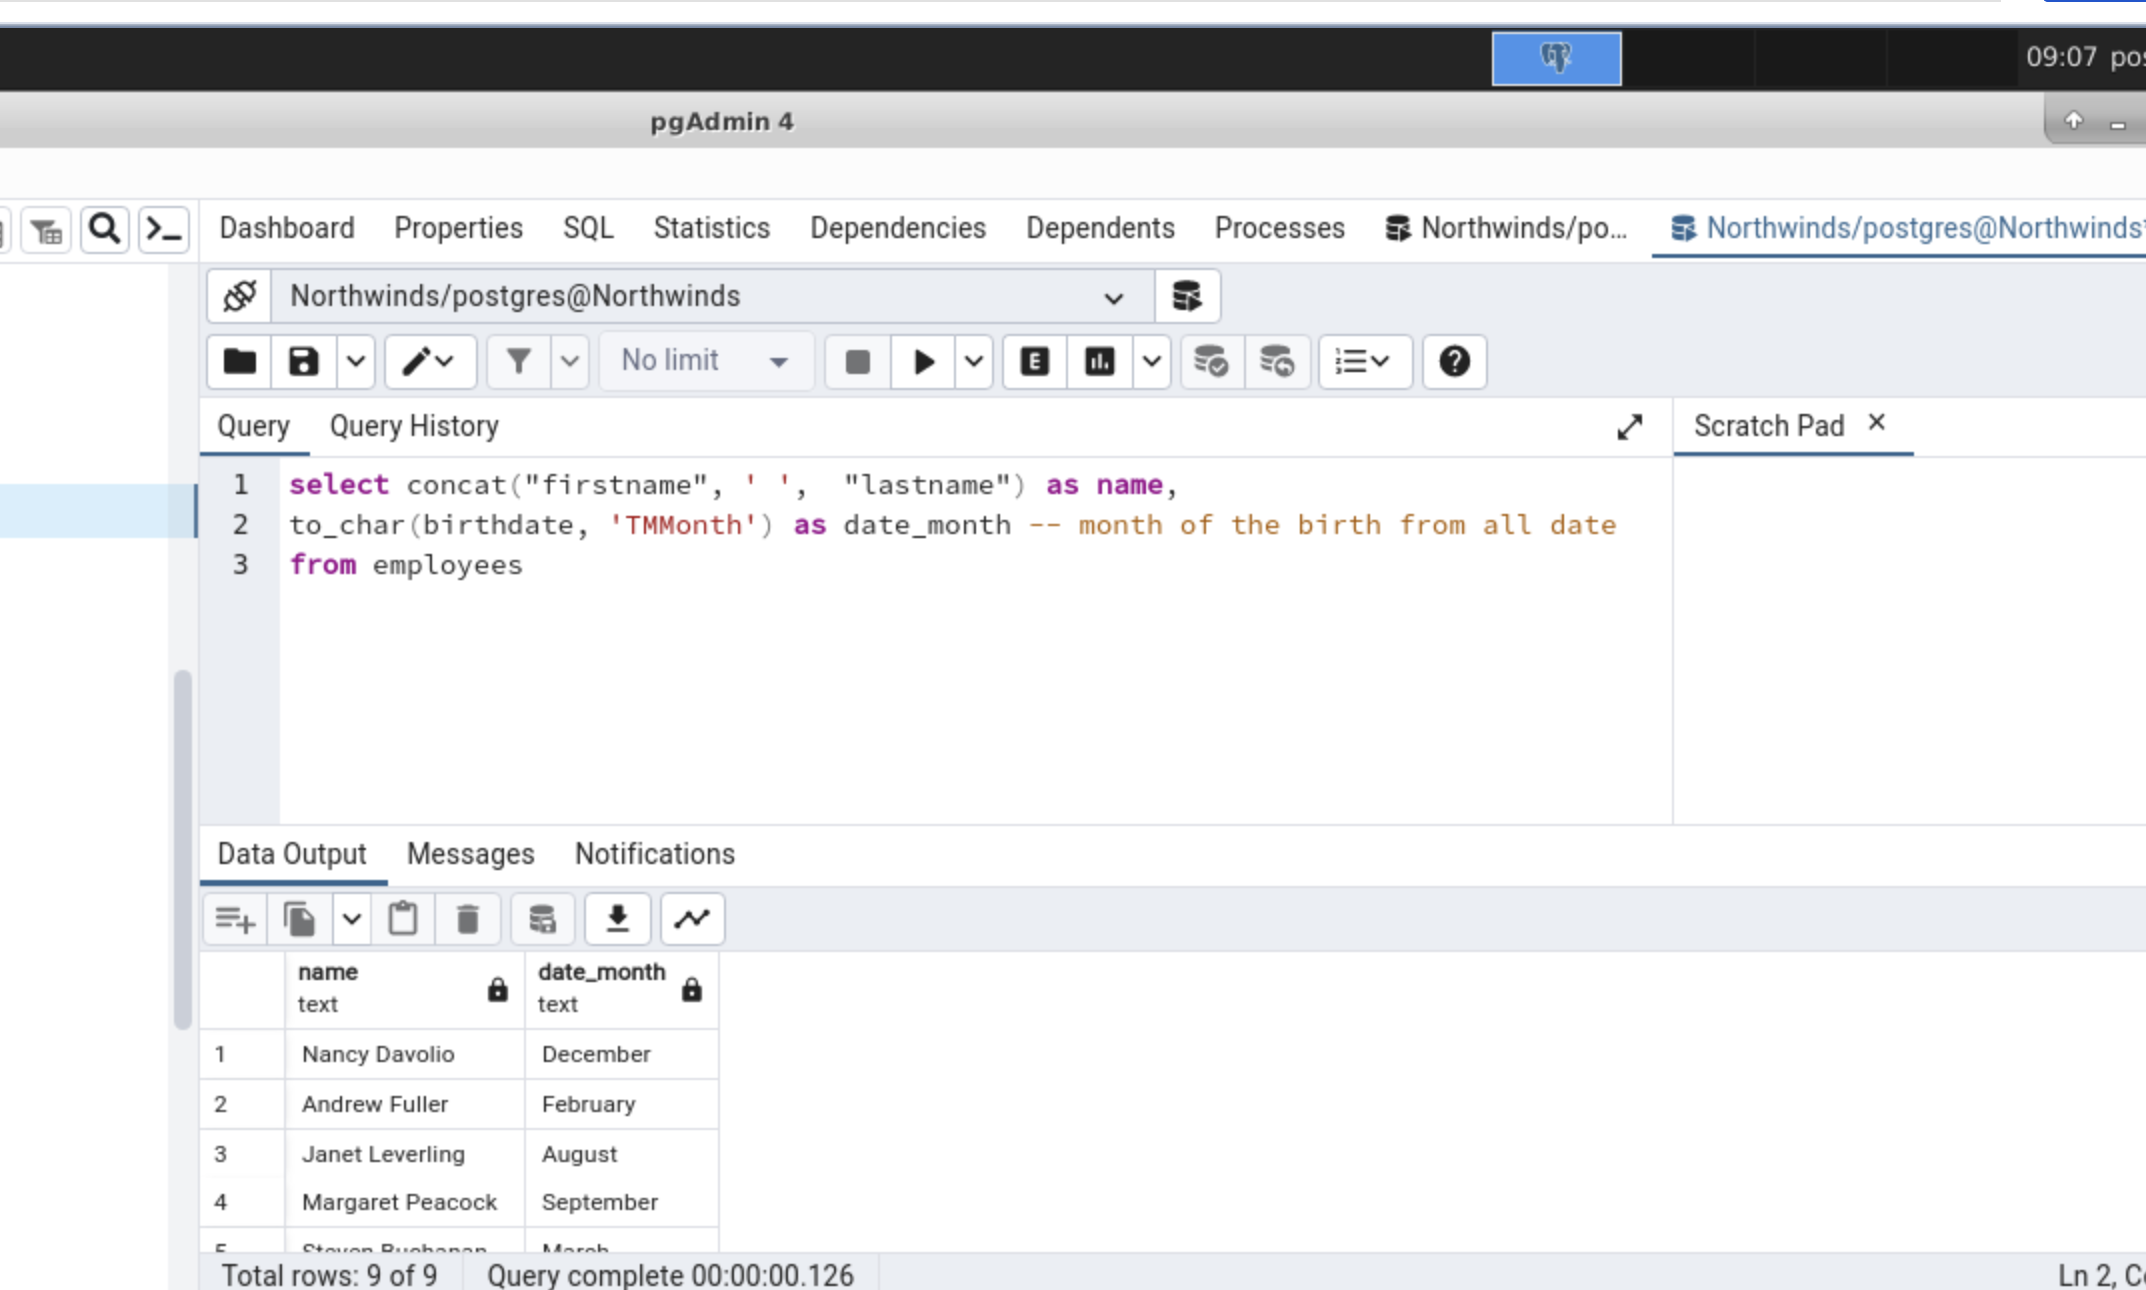 09:07 pos
pgAdmin 4
Dashboard Properties SQL Statistics Dependencies Dependents Processes Northwinds/po... Northwinds/postgres@Northwinds*
Northwinds/postgres@Northwinds
No limit E
Query Query History Scratch Pad
1 select concat("firstname", ' ', "lastname") as name,
2 to_char(birthdate, 'TMMonth') as date_month -- month of the birth from all date
3 from employees
Data Output Messages Notifications
name date_month
text text
1 Nancy Davolio December
2 Andrew Fuller February
3 Janet Leverling August
4 Margaret Peacock September
5 Steven Buchanan March
Total rows: 9 of 9 Query complete 00:00:00.126 Ln 2, C